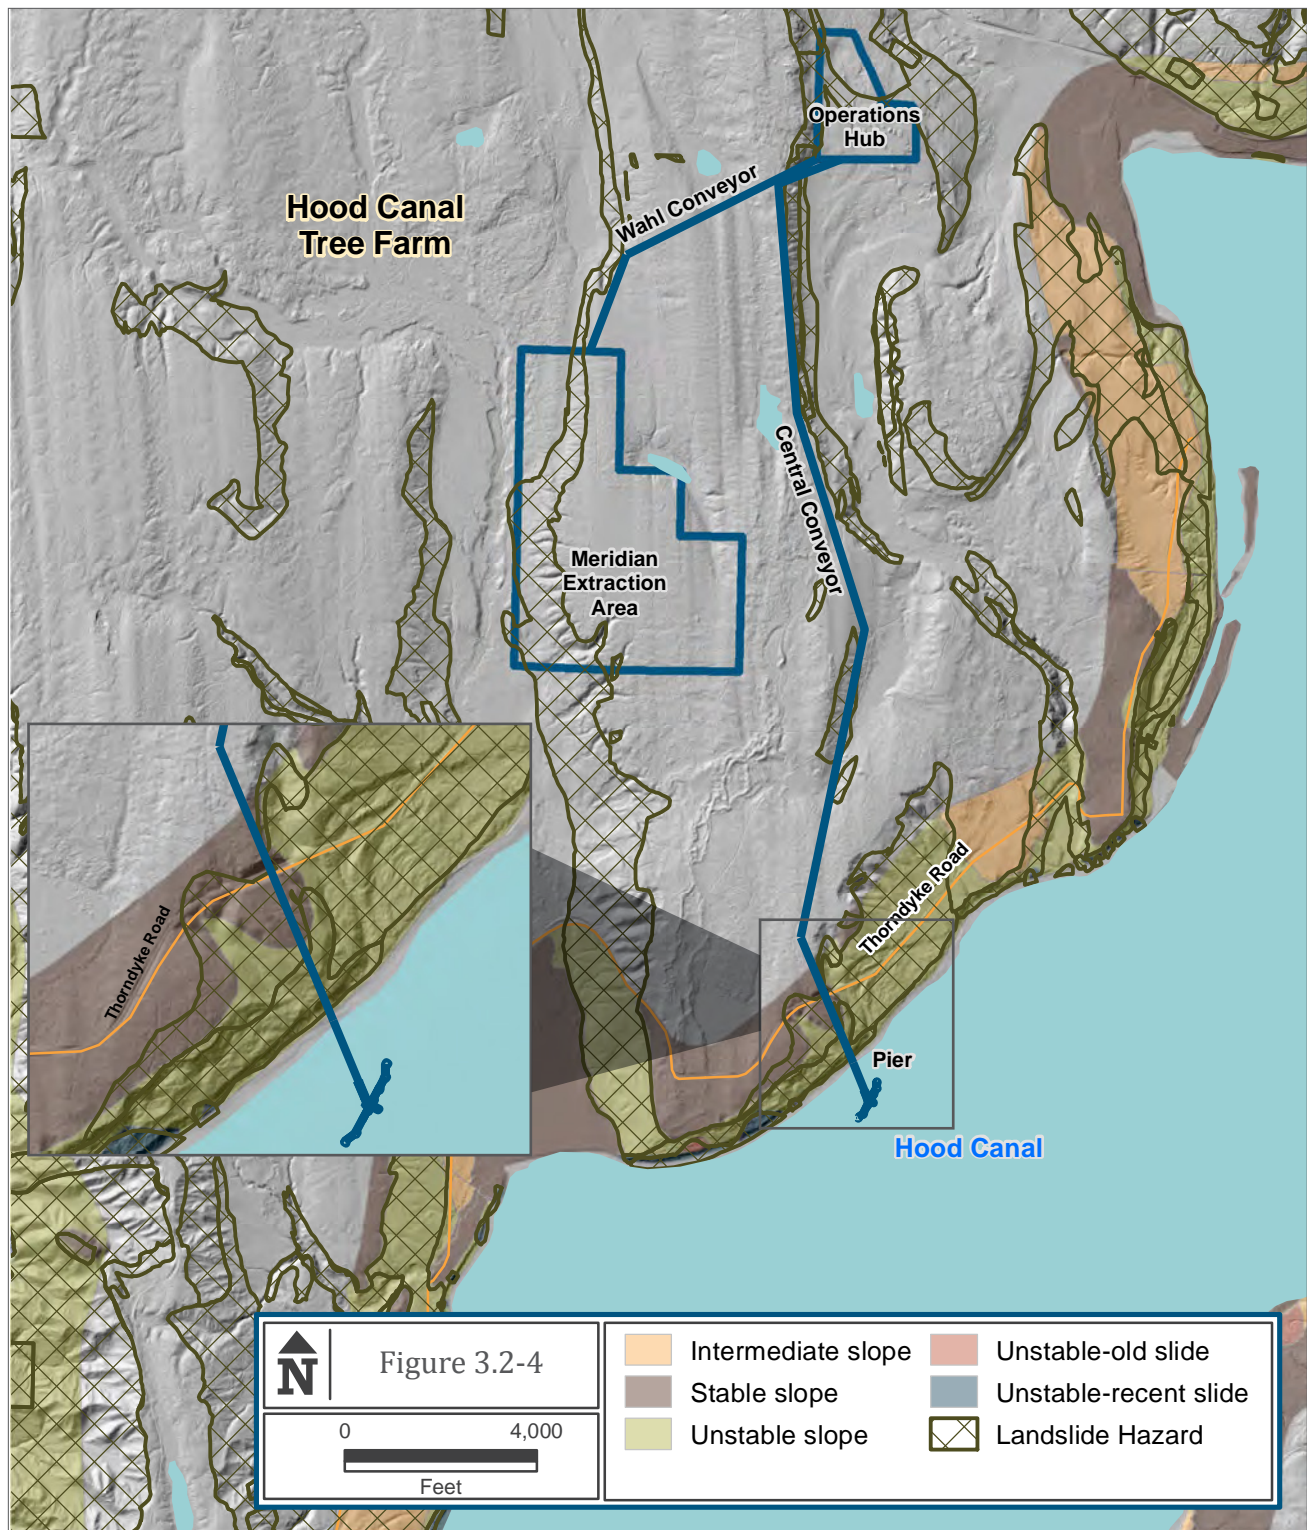 Operations
Hub
Wahl Conveyor
Hood Canal
Tree Farm
Central Conveyor
Meridian
Extraction
Area
Thorndyke Road
Thorndyke Road
Pier
Hood Canal
N
Figure 3.2-4
0 4,000
Feet
Intermediate slope
Stable slope
Unstable slope
Unstable-old slide
Unstable-recent slide
Landslide Hazard